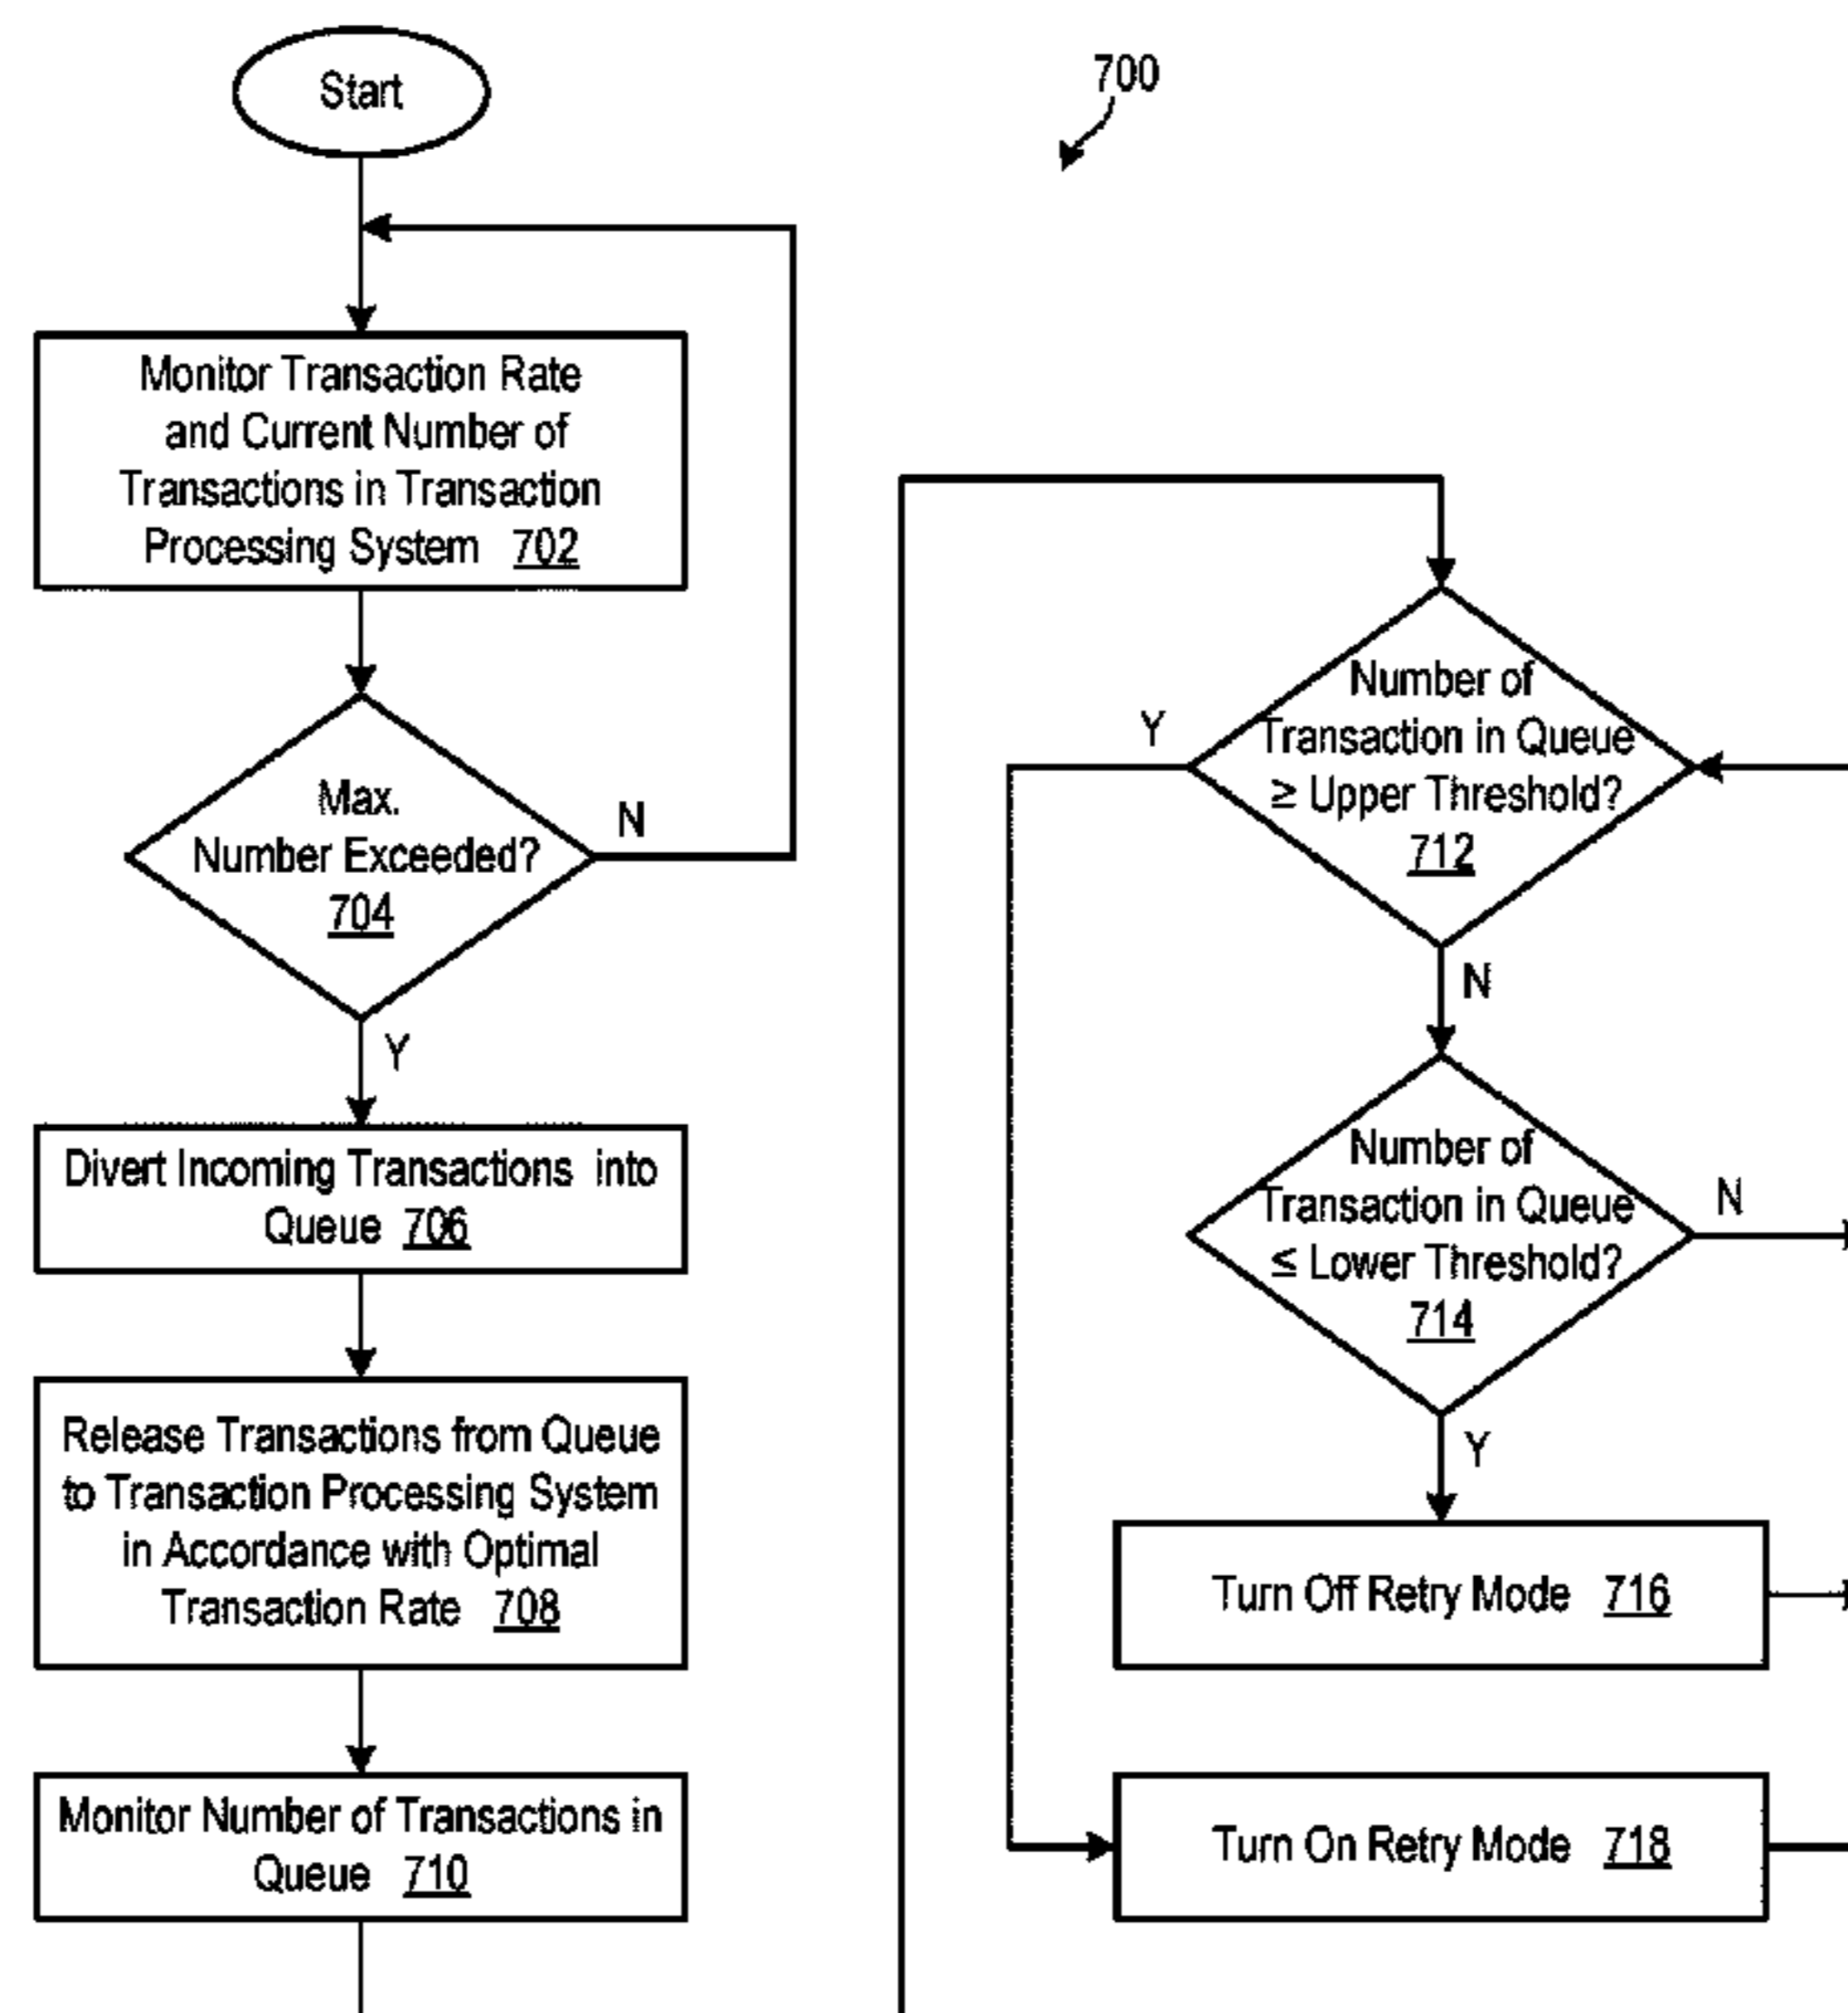 Start
700
Monitor Transaction Rate
and Current Number of
Transactions in Transaction
Processing System 702
Max.
Number Exceeded?
704
N
Y
Divert Incoming Transactions into
Queue 706
Release Transactions from Queue
to Transaction Processing System
in Accordance with Optimal
Transaction Rate 708
Monitor Number of Transactions in
Queue 710
Number of
Transaction in Queue
≥ Upper Threshold?
712
Y
N
Number of
Transaction in Queue
≤ Lower Threshold?
714
N
Y
Turn Off Retry Mode 716
Turn On Retry Mode 718